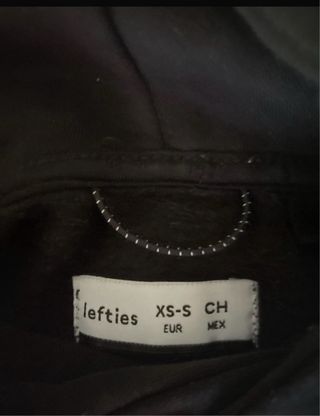 lefties XS-S CH
EUR MEX